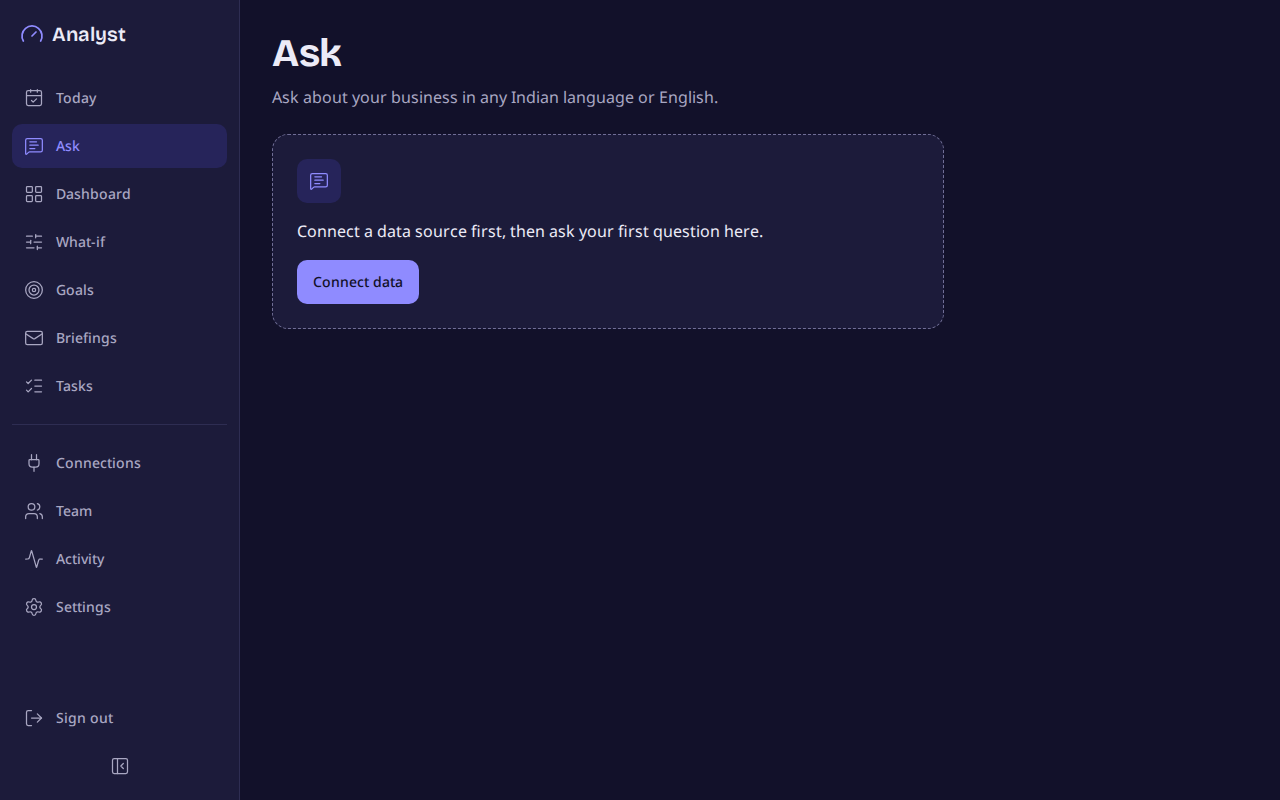 Analyst
Today
Ask
Dashboard
What-if
Goals
Briefings
Tasks
Connections
Team
Activity
Settings
Sign out
Ask
Ask about your business in any Indian language or English.
Connect a data source first, then ask your first question here.
Connect data